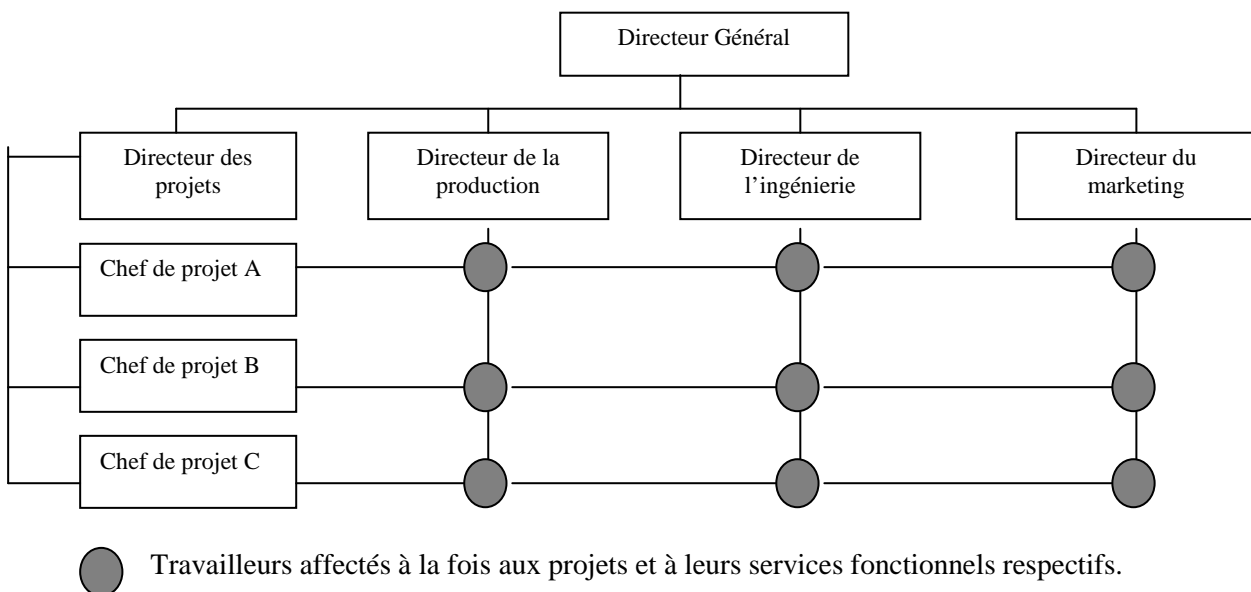 Directeur Général
Directeur des
projets
Directeur de la
production
Directeur de
l’ingénierie
Directeur du
marketing
Chef de projet A
Chef de projet B
Chef de projet C
Travailleurs affectés à la fois aux projets et à leurs services fonctionnels respectifs.